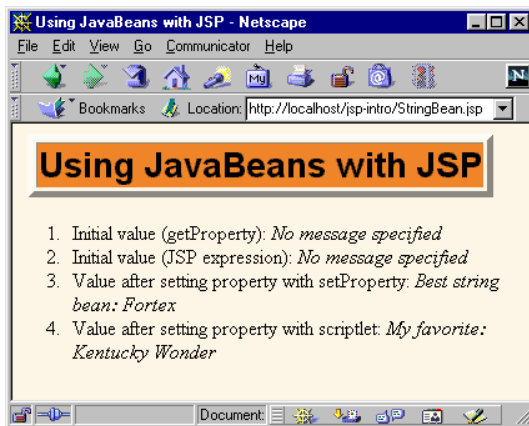 Using JavaBeans with JSP - Netscape
File Edit View Go Communicator Help
My
N
Bookmarks Location: http://localhost/jsp-intro/StringBean.jsp
Using JavaBeans with JSP
1. Initial value (getProperty): No message specified
2. Initial value (JSP expression): No message specified
3. Value after setting property with setProperty: Best string
bean: Fortex
4. Value after setting property with scriptlet: My favorite:
Kentucky Wonder
Document: